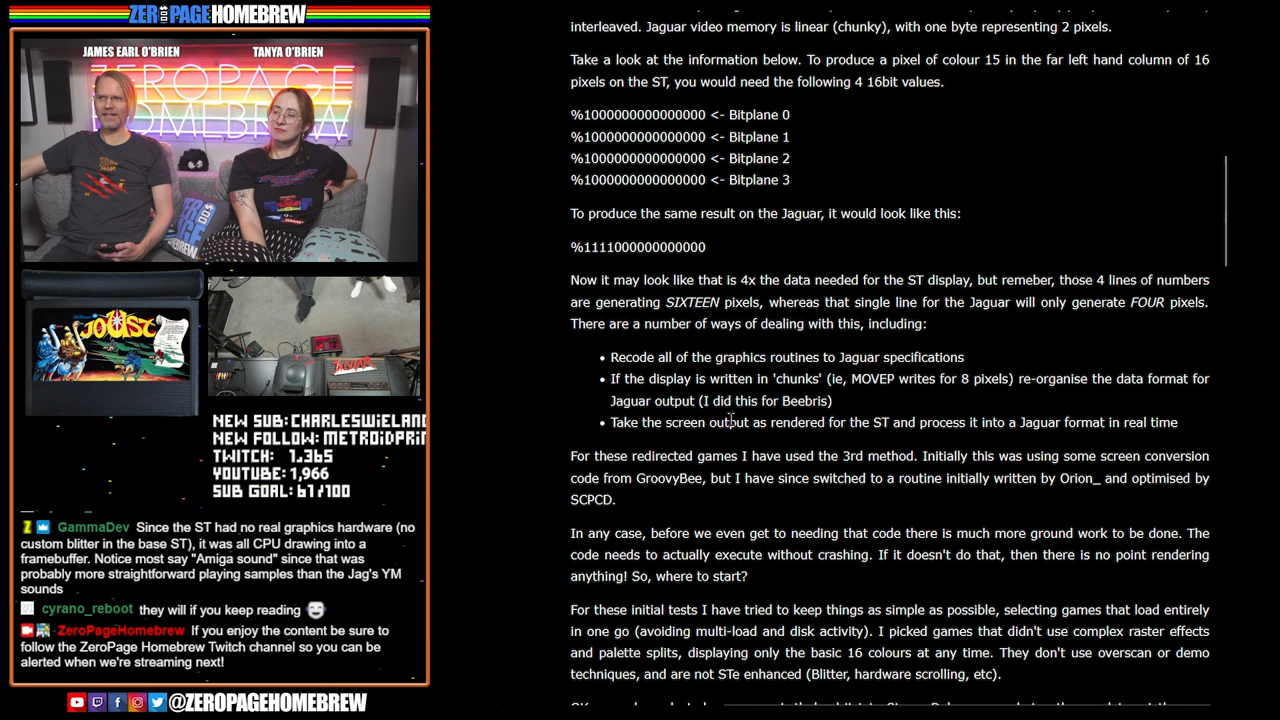 ZEROPAGEHOMEBREW
JAMES EARL O'BRIEN
TANYA O'BRIEN
ZEROPAGE
HOMEBREW
JOUST
JAGUAR
NEW SUB: CHARLESWIELAND
NEW FOLLOW: METROIDPRI
TWITCH: 1,365
YOUTUBE: 1,966
SUB GOAL: 67/100
GammaDev Since the ST had no real graphics hardware (no
custom blitter in the base ST), it was all CPU drawing into a
framebuffer. Notice most say "Amiga sound" since that was
probably more straightforward playing samples than the Jag's YM
sounds
cyrano_reboot they will if you keep reading
ZeroPageHomebrew If you enjoy the content be sure to
follow the ZeroPage Homebrew Twitch channel so you can be
alerted when we're streaming next!
@ZEROPAGEHOMEBREW
interleaved. Jaguar video memory is linear (chunky), with one byte representing 2 pixels.
Take a look at the information below. To produce a pixel of colour 15 in the far left hand column of 16
pixels on the ST, you would need the following 4 16bit values.
%1000000000000000 <- Bitplane 0
%1000000000000000 <- Bitplane 1
%1000000000000000 <- Bitplane 2
%1000000000000000 <- Bitplane 3
To produce the same result on the Jaguar, it would look like this:
%1111000000000000
Now it may look like that is 4x the data needed for the ST display, but remeber, those 4 lines of numbers
are generating SIXTEEN pixels, whereas that single line for the Jaguar will only generate FOUR pixels.
There are a number of ways of dealing with this, including:
• Recode all of the graphics routines to Jaguar specifications
• If the display is written in 'chunks' (ie, MOVEP writes for 8 pixels) re-organise the data format for
Jaguar output (I did this for Beebris)
• Take the screen output as rendered for the ST and process it into a Jaguar format in real time
For these redirected games I have used the 3rd method. Initially this was using some screen conversion
code from GroovyBee, but I have since switched to a routine initially written by Orion_ and optimised by
SCPCD.
In any case, before we even get to needing that code there is much more ground work to be done. The
code needs to actually execute without crashing. If it doesn't do that, then there is no point rendering
anything! So, where to start?
For these initial tests I have tried to keep things as simple as possible, selecting games that load entirely
in one go (avoiding multi-load and disk activity). I picked games that didn't use complex raster effects
and palette splits, displaying only the basic 16 colours at any time. They don't use overscan or demo
techniques, and are not STe enhanced (Blitter, hardware scrolling, etc).